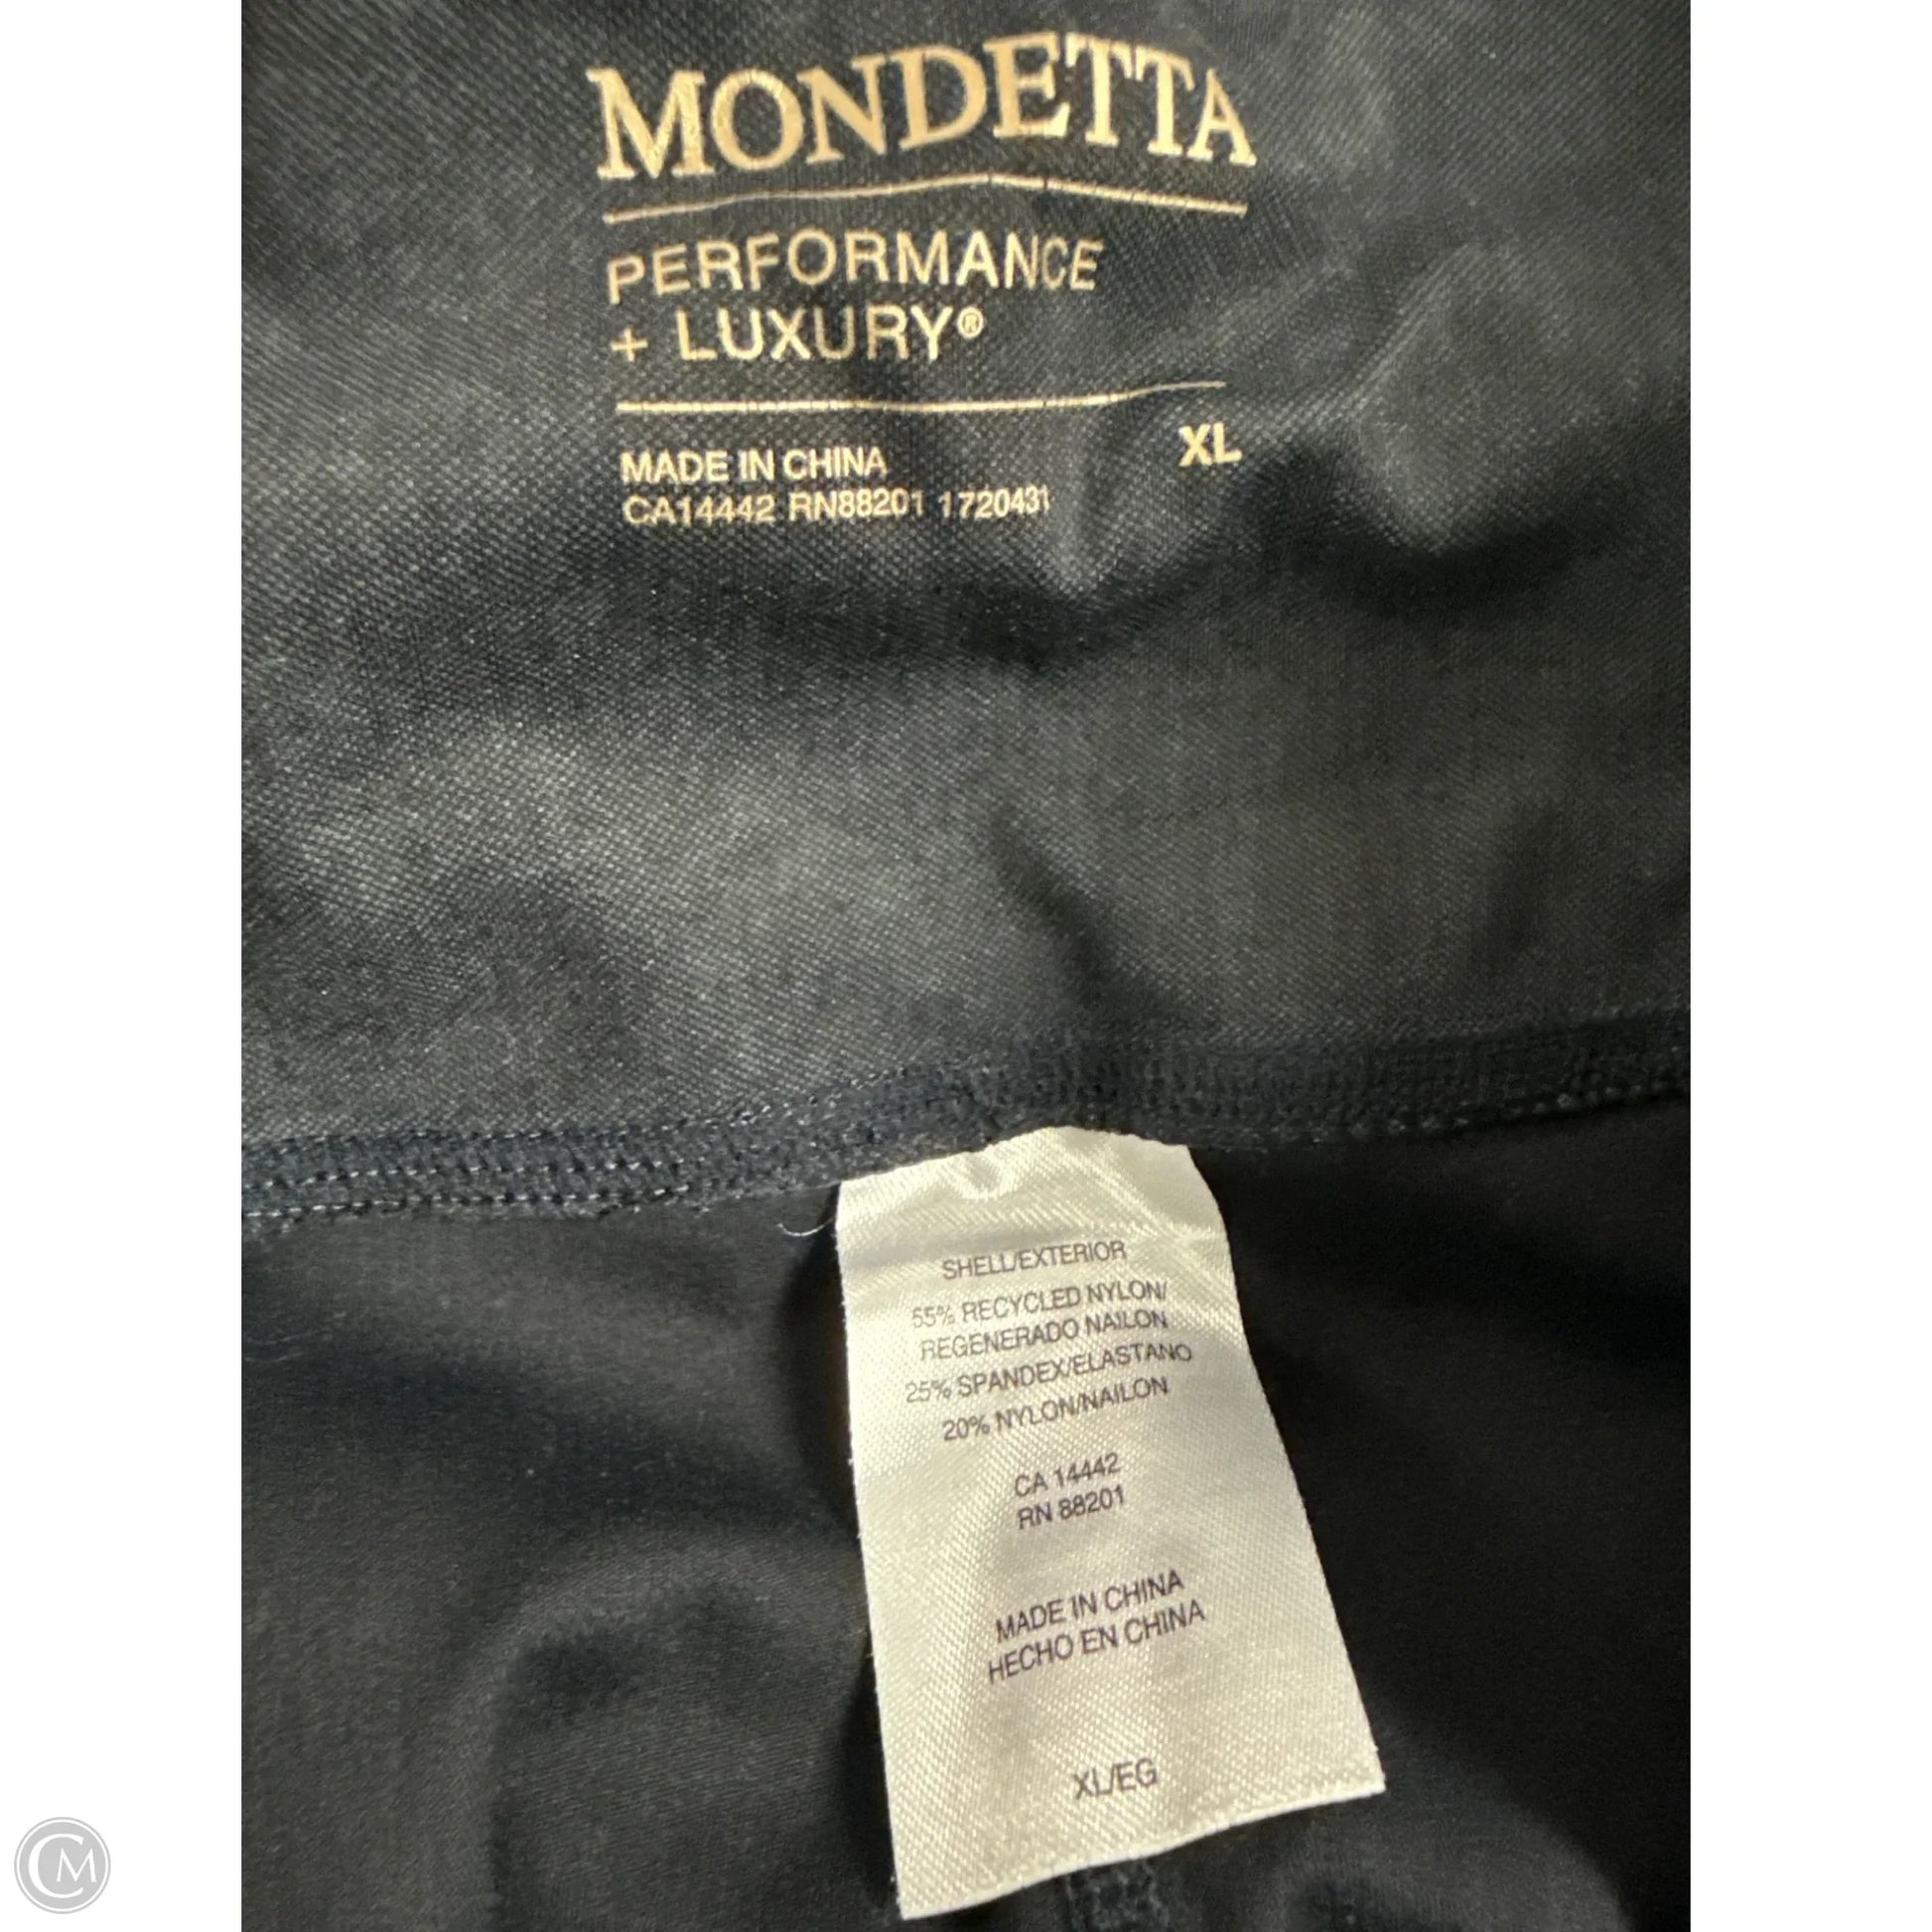 MONDETTA
PERFORMANCE
+ LUXURY®
XL
MADE IN CHINA
CA14442 RN88201 1720431
SHELL/EXTERIOR
55% RECYCLED NYLON/
REGENERADO NAILON
25% SPANDEX/ELASTANO
20% NYLON/NAILON
CA 14442
RN 88201
MADE IN CHINA
HECHO EN CHINA
XL/EG
CM